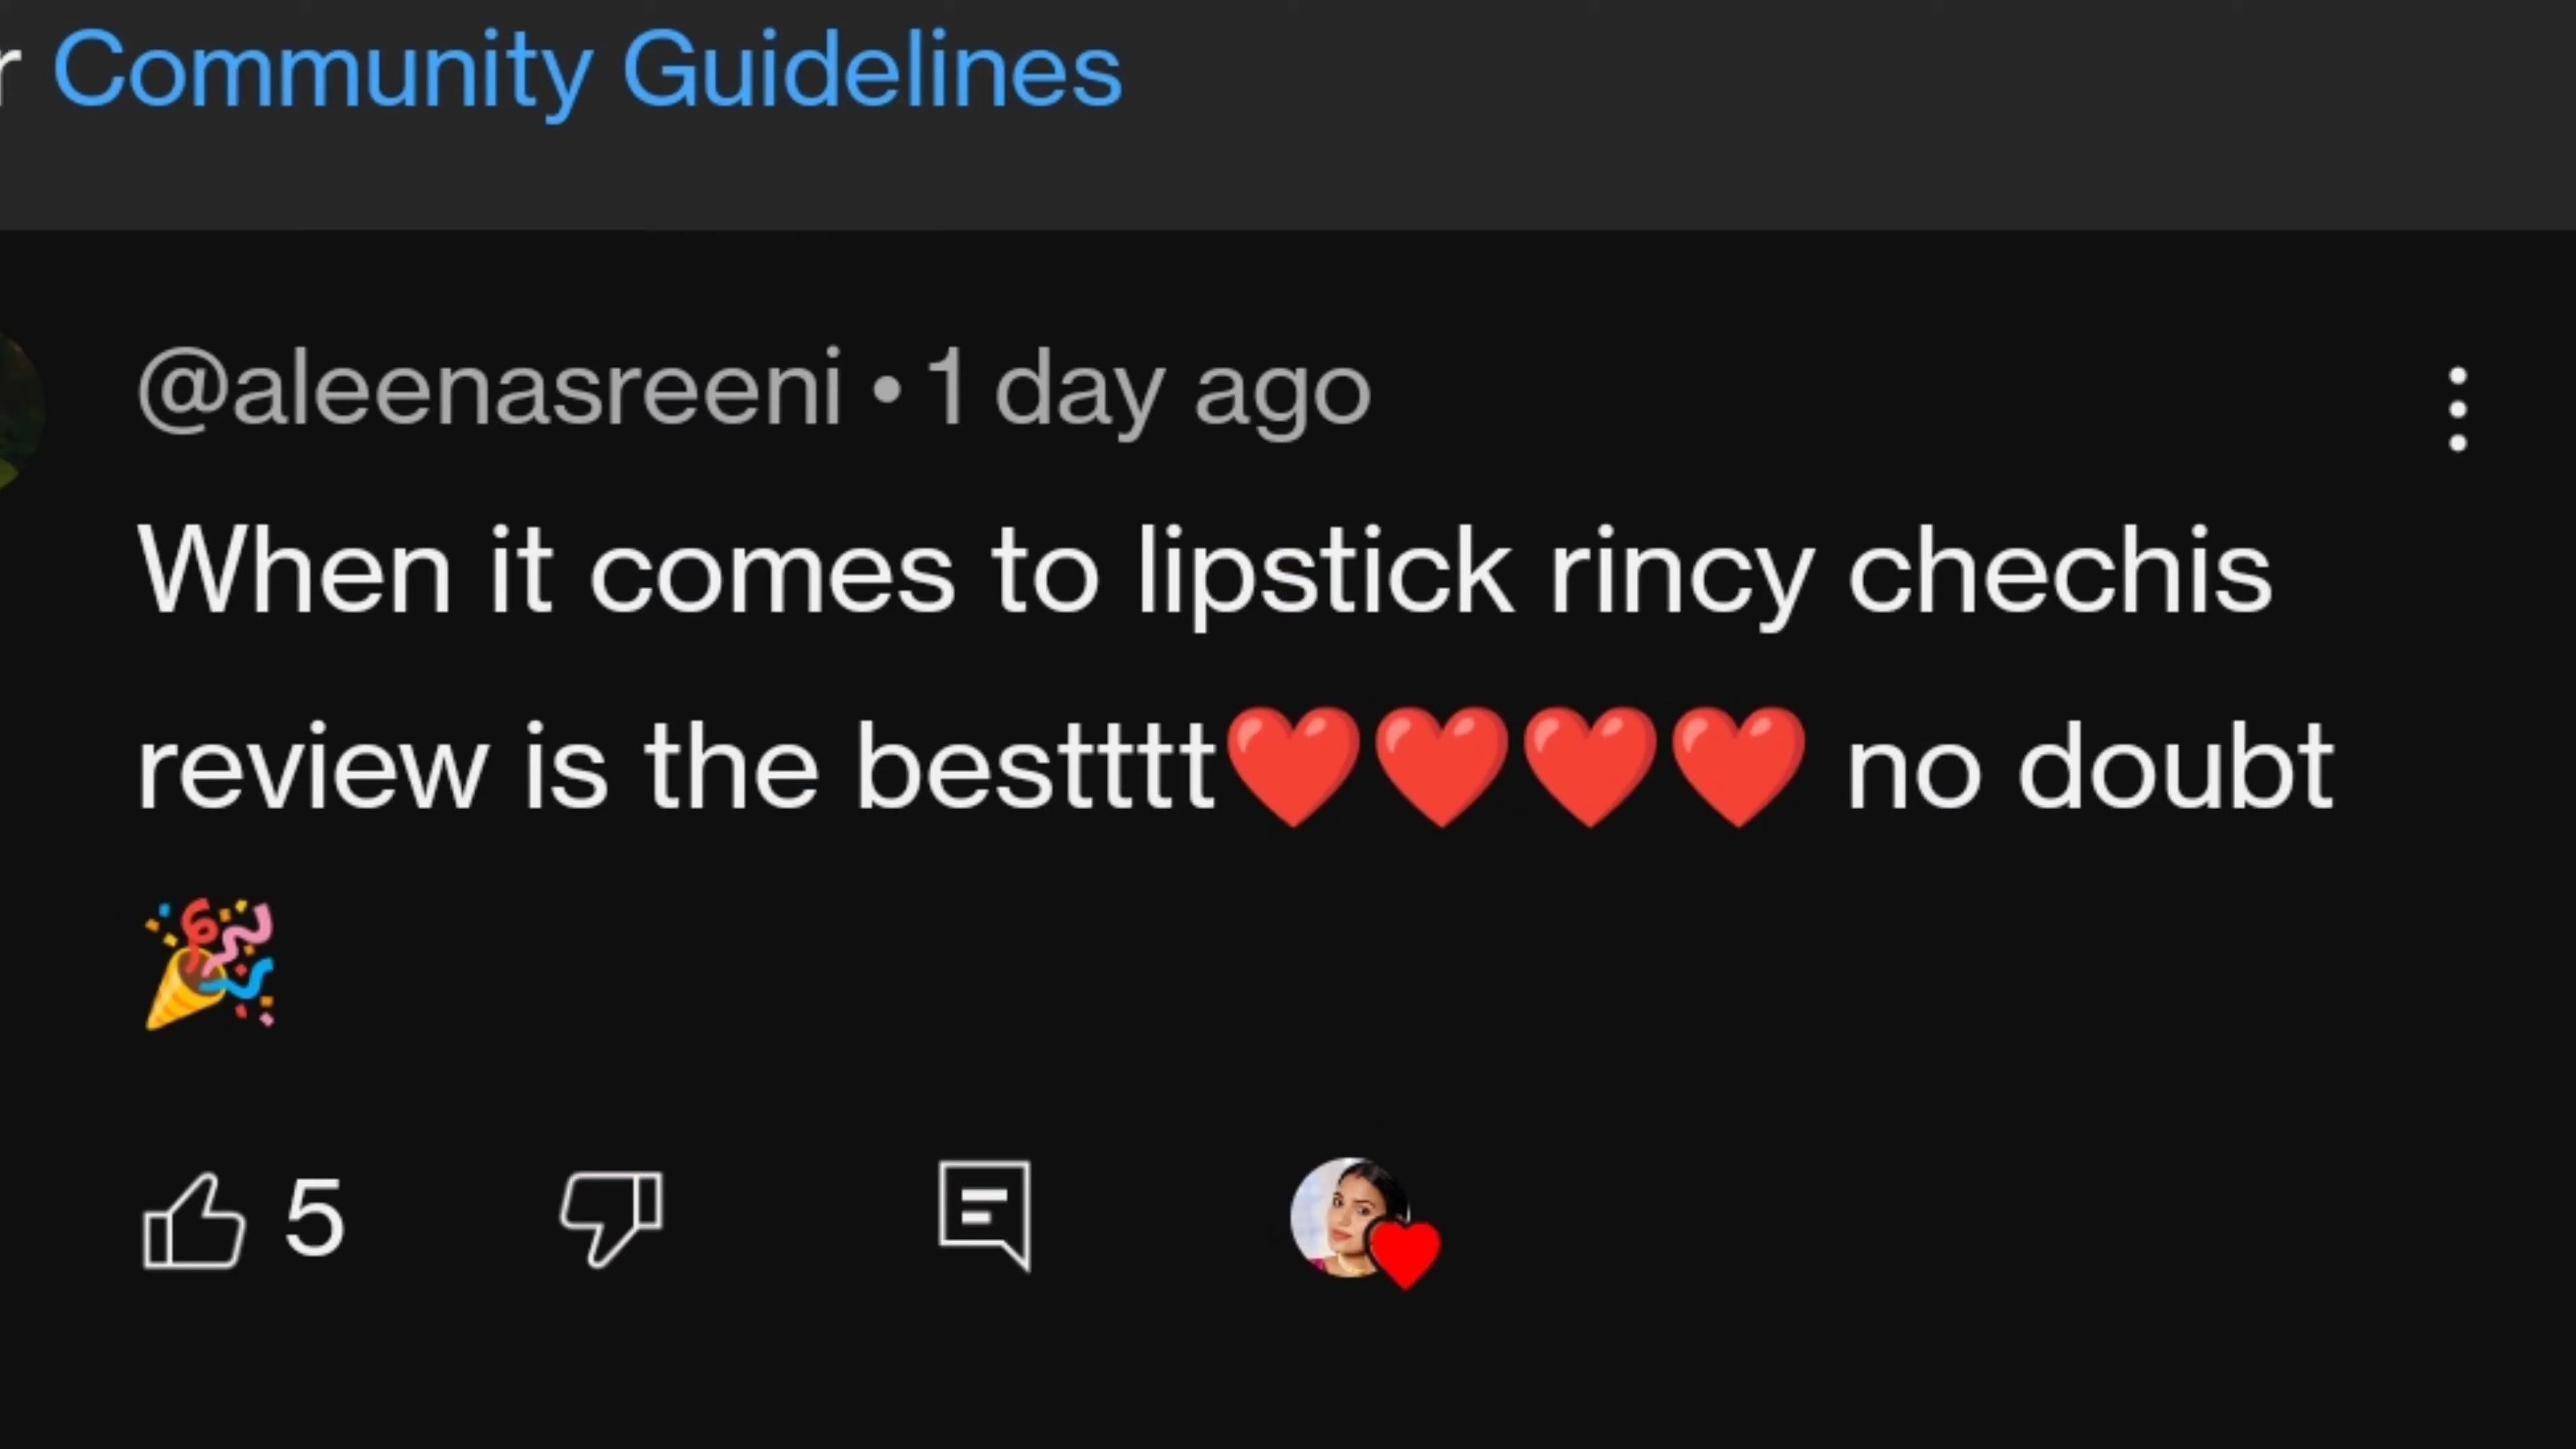 r Community Guidelines
@aleenasreeni • 1 day ago
When it comes to lipstick rincy chechis
review is the bestttt❤️❤️❤️❤️ no doubt
🎉
5